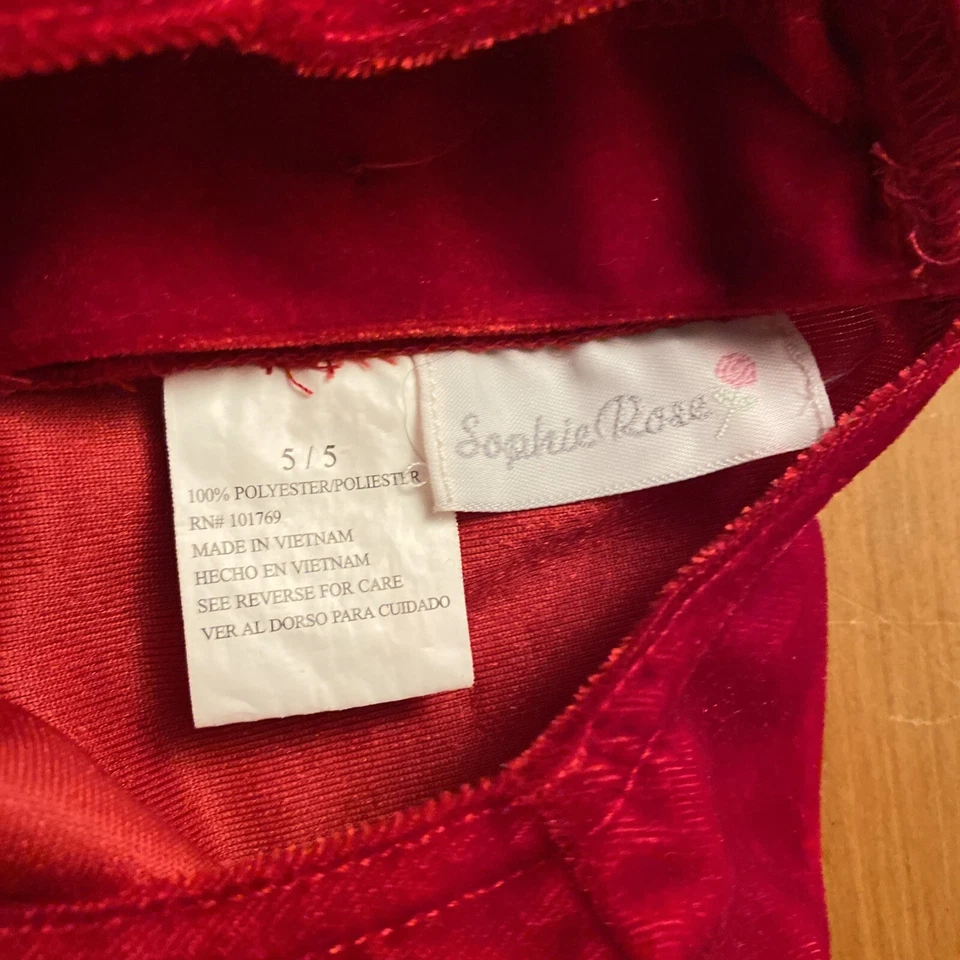 Sophie Rose
5 / 5
100% POLYESTER/POLIESTER
RN# 101769
MADE IN VIETNAM
HECHO EN VIETNAM
SEE REVERSE FOR CARE
VER AL DORSO PARA CUIDADO